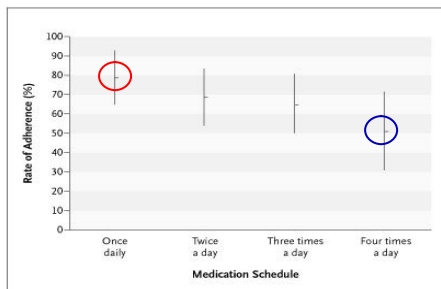 100
90
80
70
60
50
40
30
20
10
0
Rate of Adherence (%)
Once
daily
Twice
a day
Three times
a day
Four times
a day
Medication Schedule